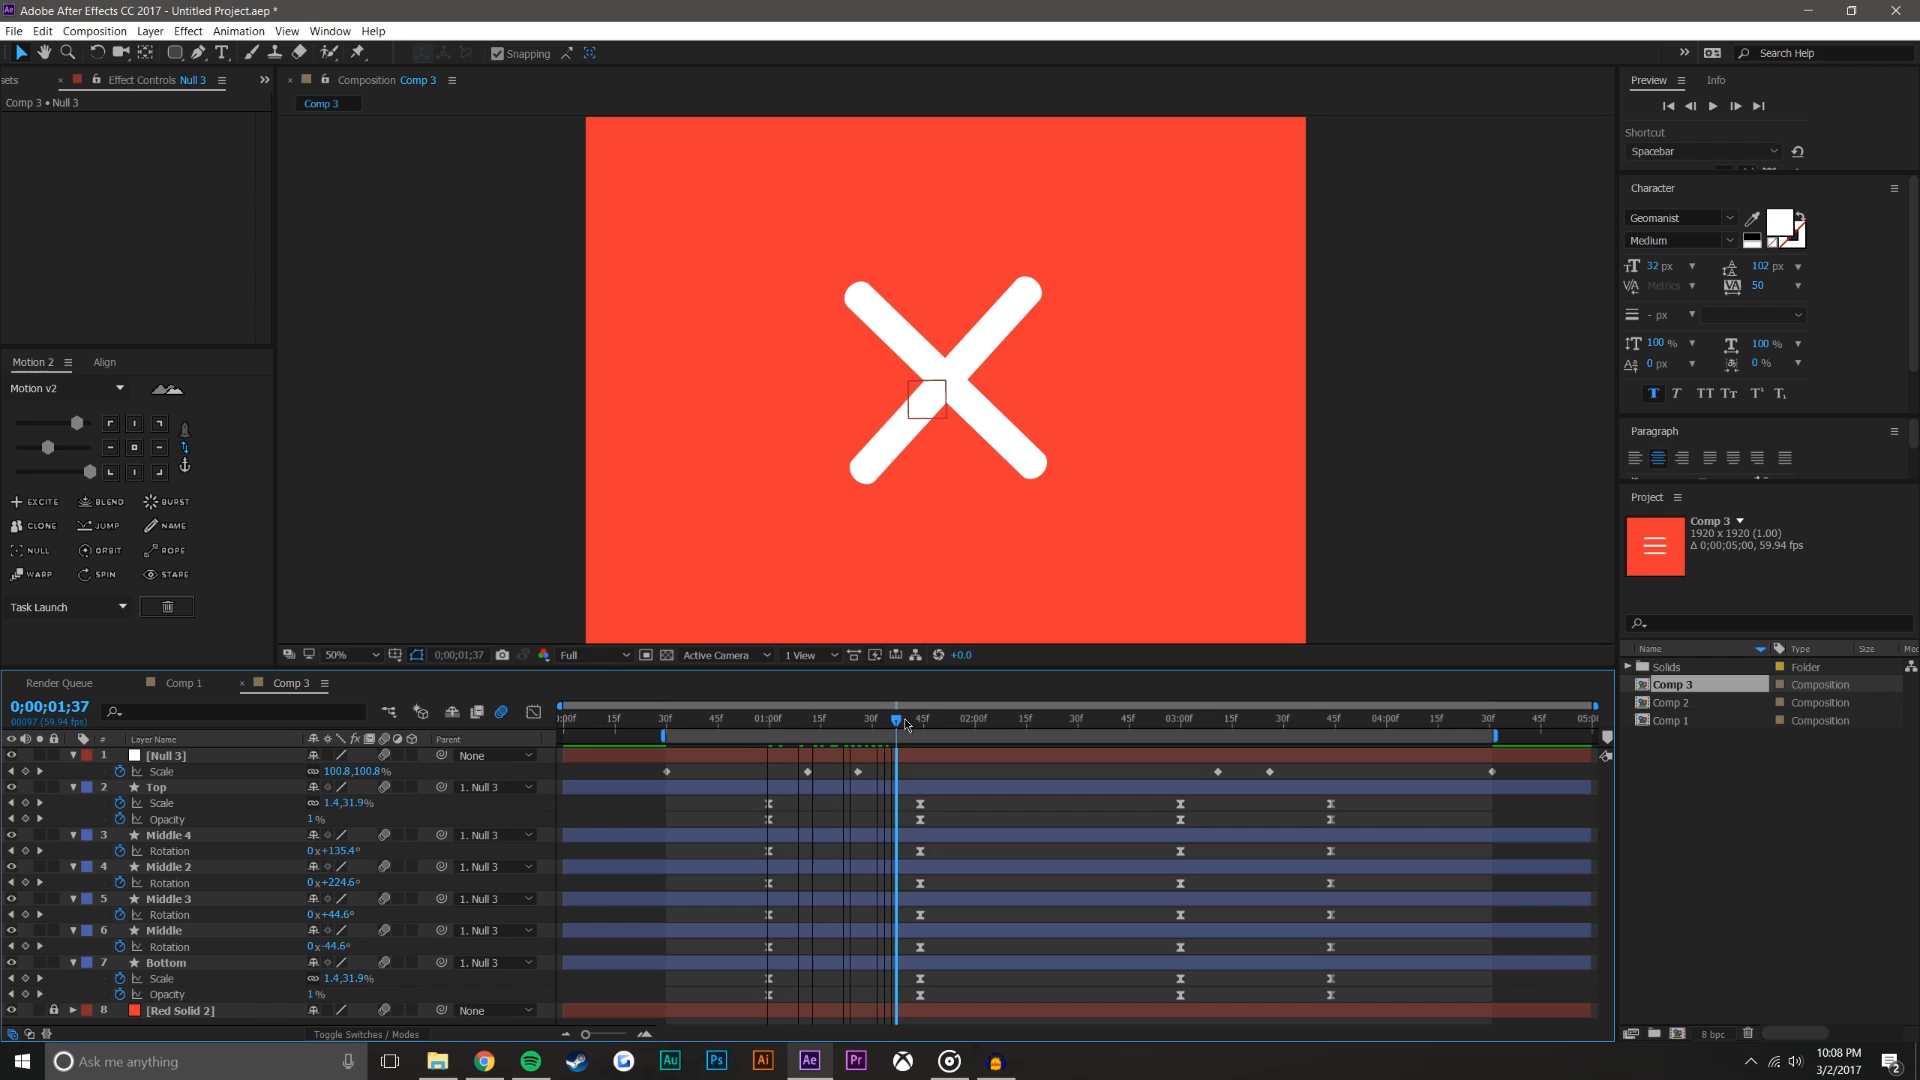 Adobe After Effects CC 2017 - Untitled Project.aep *
File Edit Composition Layer Effect Animation View Window Help
Snapping
Search Help
sets
Effect Controls Null 3
Composition Comp 3
Preview
Info
Comp 3 • Null 3
Comp 3
Shortcut
Spacebar
Character
Geomanist
Medium
32 px
102 px
Metrics
50
- px
100 %
100 %
0 px
0 %
Paragraph
Motion 2
Align
Motion v2
EXCITE
BLEND
BURST
CLONE
JUMP
NAME
NULL
ORBIT
ROPE
WARP
SPIN
STARE
Task Launch
Project
Comp 3
1920 x 1920 (1.00)
Δ 0;00;05;00, 59.94 fps
Name
Type
Size
Med
Solids
Folder
Comp 3
Composition
Comp 2
Composition
Comp 1
Composition
50%
0;00;01;37
Full
Active Camera
1 View
+0.0
Render Queue
Comp 1
Comp 3
0;00;01;37
00097 (59.94 fps)
:00f 15f 30f 45f 01:00f 15f 30f 45f 02:00f 15f 30f 45f 03:00f 15f 30f 45f 04:00f 15f 30f 45f 05:0
# Layer Name
Parent
1 [Null 3] None
Scale 100.8,100.8%
2 Top 1. Null 3
Scale 1.4,31.9%
Opacity 1%
3 Middle 4 1. Null 3
Rotation 0x+135.4°
4 Middle 2 1. Null 3
Rotation 0x+224.6°
5 Middle 3 1. Null 3
Rotation 0x+44.6°
6 Middle 1. Null 3
Rotation 0x-44.6°
7 Bottom 1. Null 3
Scale 1.4,31.9%
Opacity 1%
8 [Red Solid 2] None
Toggle Switches / Modes
8 bpc
Ask me anything
Au
Ps
Ai
Ae
Pr
10:08 PM
3/2/2017
2